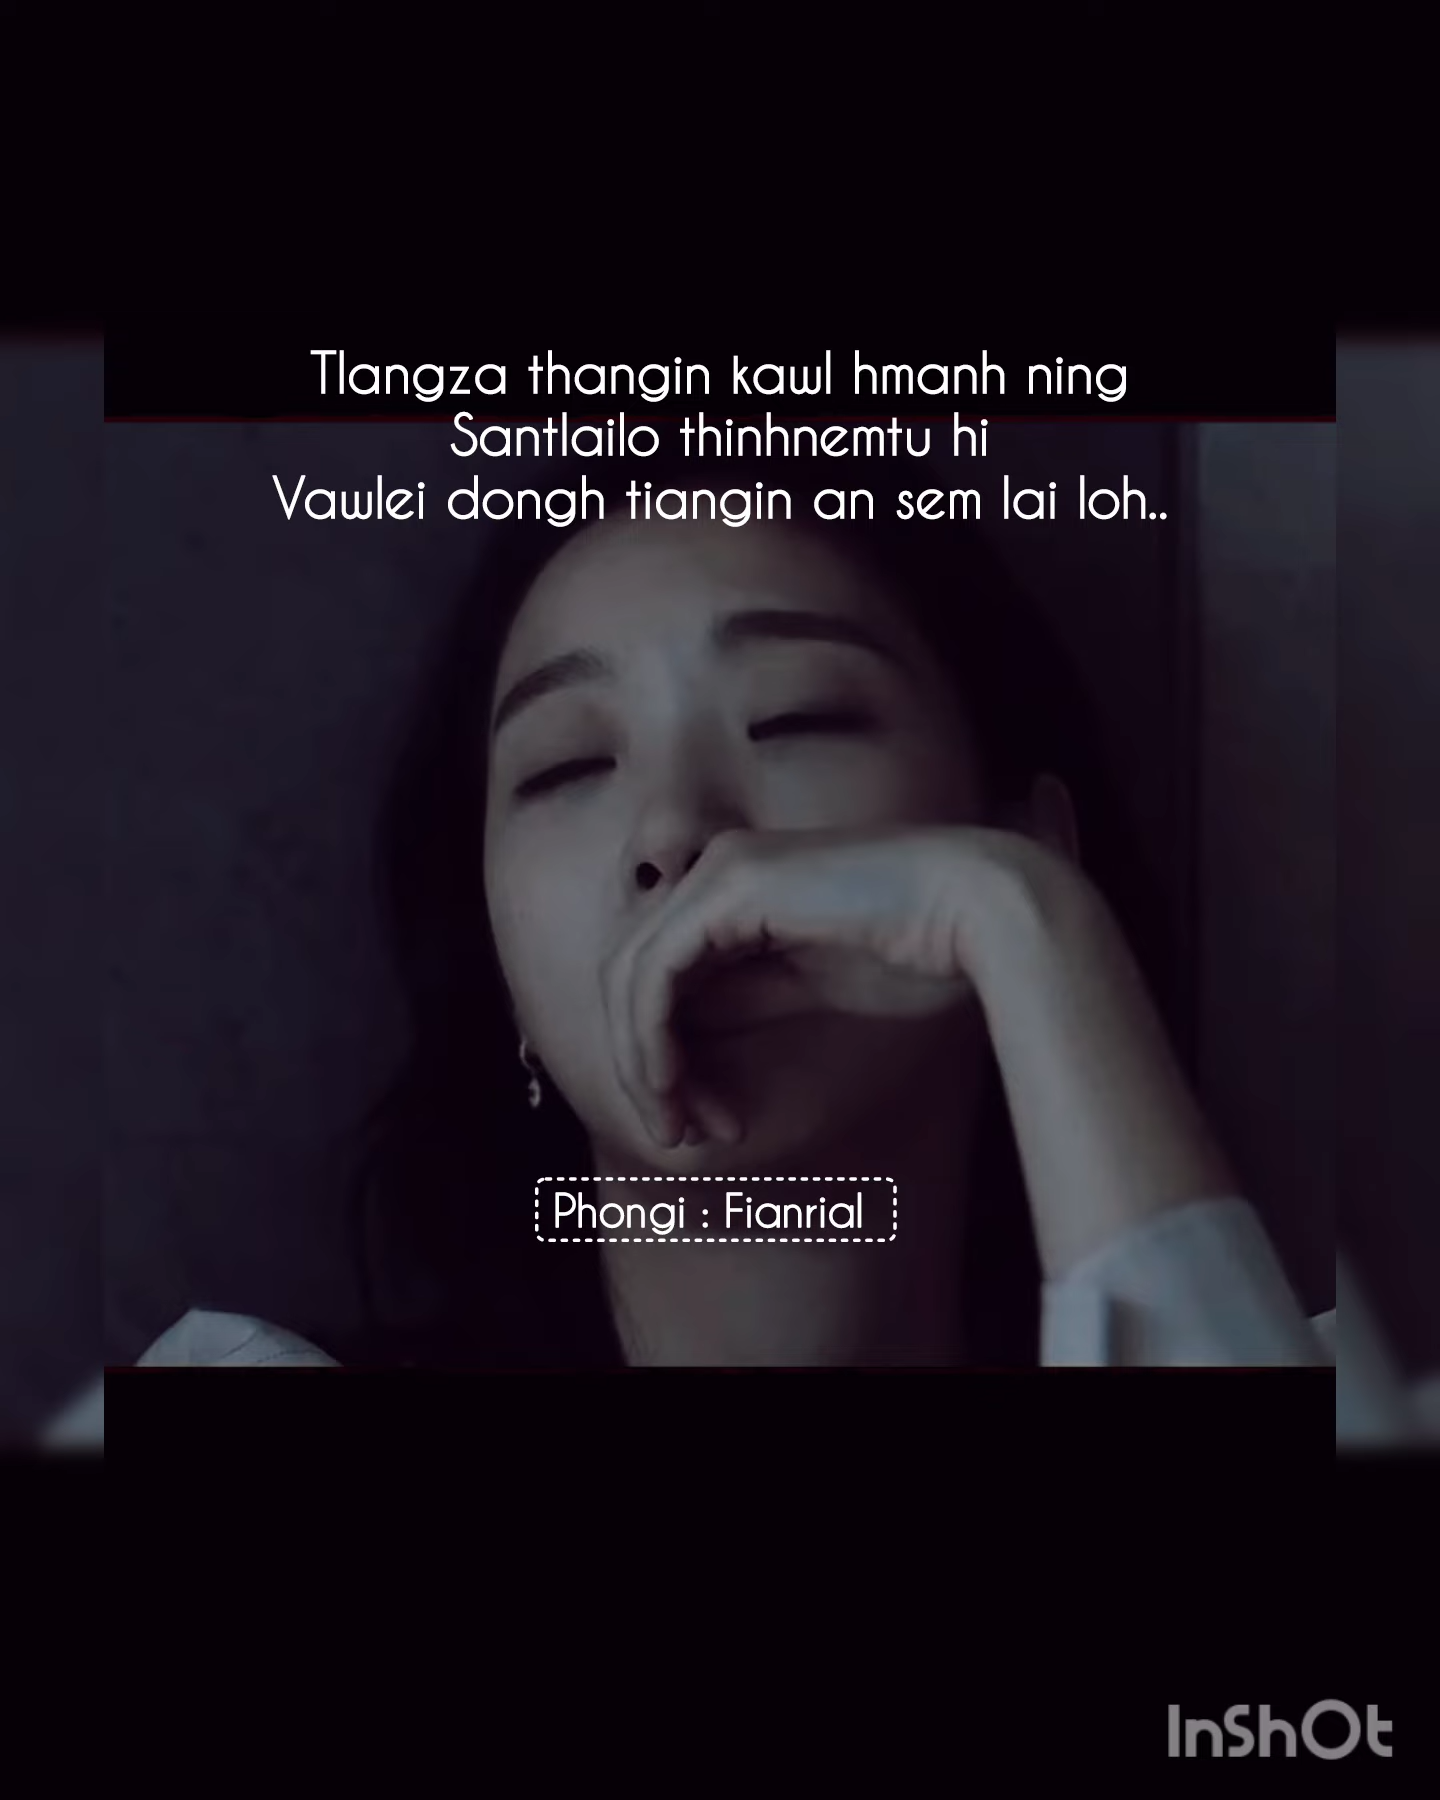 Tlangza thangin kawl hmanh ning
Santlailo thinhnemtu hi
Vawlei dongh tiangin an sem lai loh..
Phongi : Fianrial
InShOt